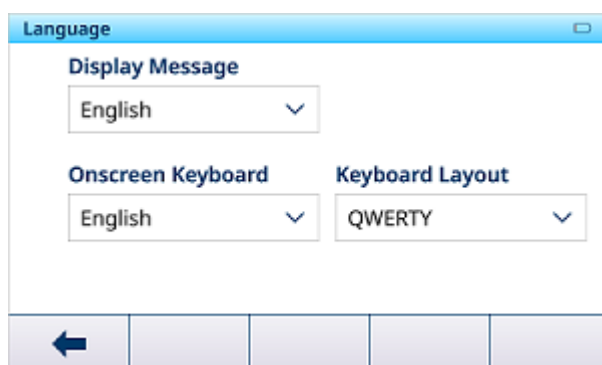 Language
Display Message
English
Onscreen Keyboard Keyboard Layout
English QWERTY